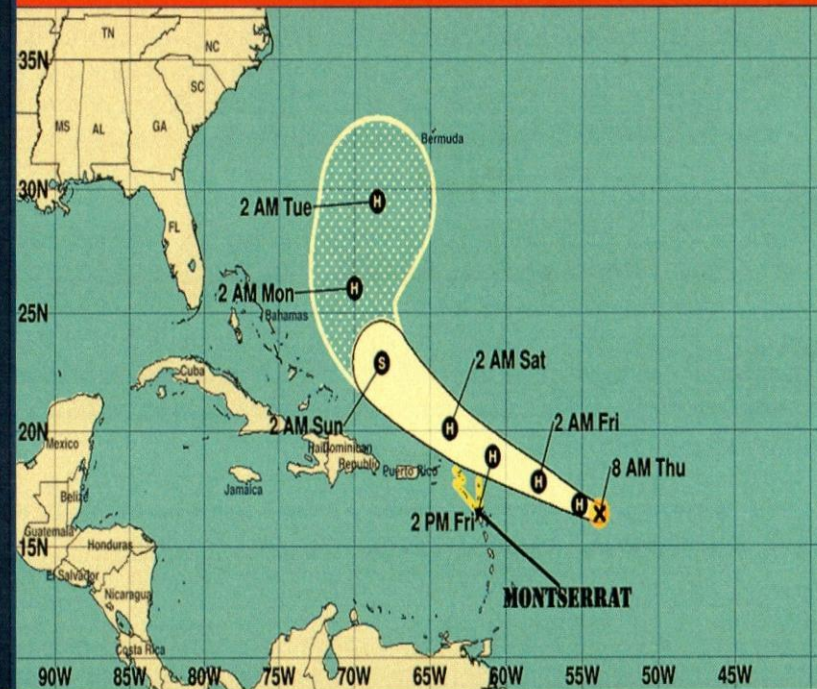 TN
NC
35N
SC
MS
AL
GA
Bermuda
30N
2 AM Tue
H
FL
2 AM Mon
H
25N
Bahamas
2 AM Sat
S
Cuba
2 AM Sun
H
2 AM Fri
20N
Mexico
Haiti
Dominican
Republic
Puerto Rico
H
8 AM Thu
H
H
X
Jamaica
Belize
2 PM Fri
Guatemala
15N
Honduras
El Salvador
Nicaragua
MONTSERRAT
Costa Rica
90W 85W 80W 75W 70W 65W 60W 55W 50W 45W